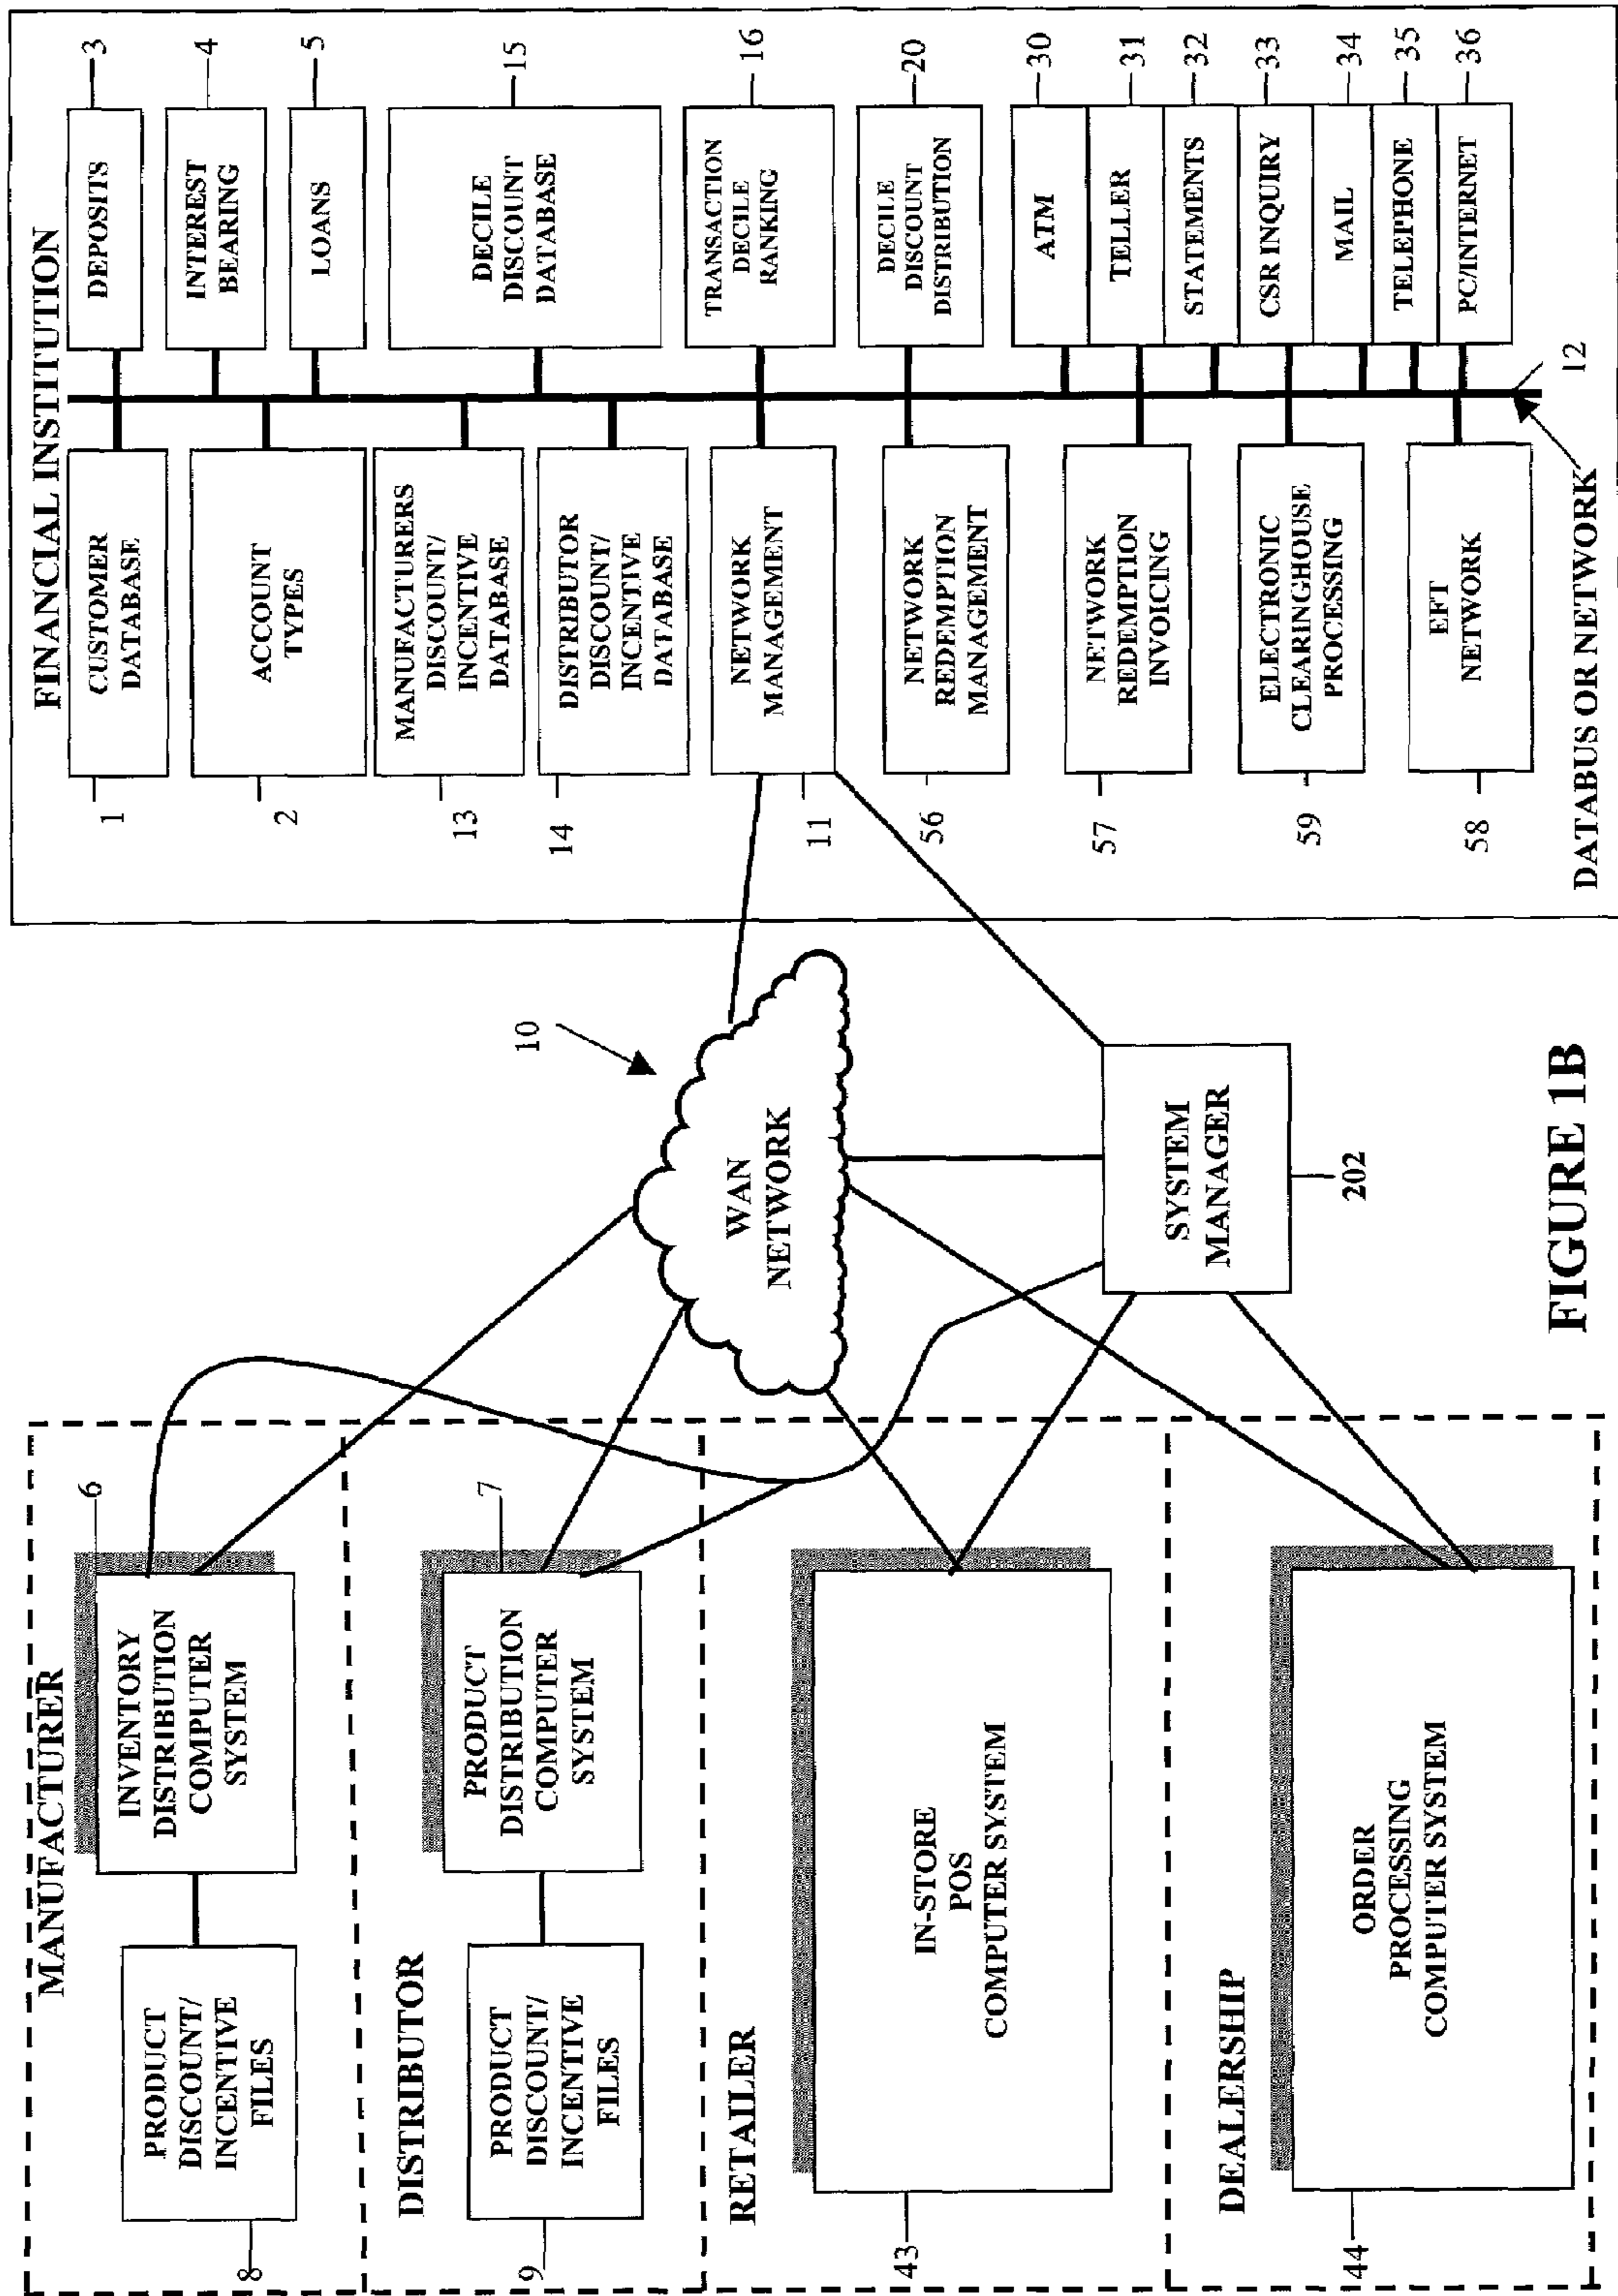 MANUFACTURER
6
PRODUCT
DISCOUNT/
INCENTIVE
FILES
8
INVENTORY
DISTRIBUTION
COMPUTER
SYSTEM
DISTRIBUTOR
7
PRODUCT
DISCOUNT/
INCENTIVE
FILES
9
PRODUCT
DISTRIBUTION
COMPUTER
SYSTEM
RETAILER
IN-STORE
POS
COMPUTER SYSTEM
43
DEALERSHIP
ORDER
PROCESSING
COMPUTER SYSTEM
44
10
WAN
NETWORK
SYSTEM
MANAGER
202
FINANCIAL INSTITUTION
1
CUSTOMER
DATABASE
2
ACCOUNT
TYPES
13
MANUFACTURERS
DISCOUNT/
INCENTIVE
DATABASE
14
DISTRIBUTOR
DISCOUNT/
INCENTIVE
DATABASE
11
NETWORK
MANAGEMENT
56
NETWORK
REDEMPTION
MANAGEMENT
57
NETWORK
REDEMPTION
INVOICING
59
ELECTRONIC
CLEARINGHOUSE
PROCESSING
58
EFT
NETWORK
DEPOSITS
3
INTEREST
BEARING
4
LOANS
5
DECILE
DISCOUNT
DATABASE
15
TRANSACTION
DECILE
RANKING
16
DECILE
DISCOUNT
DISTRIBUTION
20
ATM
30
TELLER
31
STATEMENTS
32
CSR INQUIRY
33
MAIL
34
TELEPHONE
35
PC/INTERNET
36
12
DATABUS OR NETWORK
FIGURE 1B